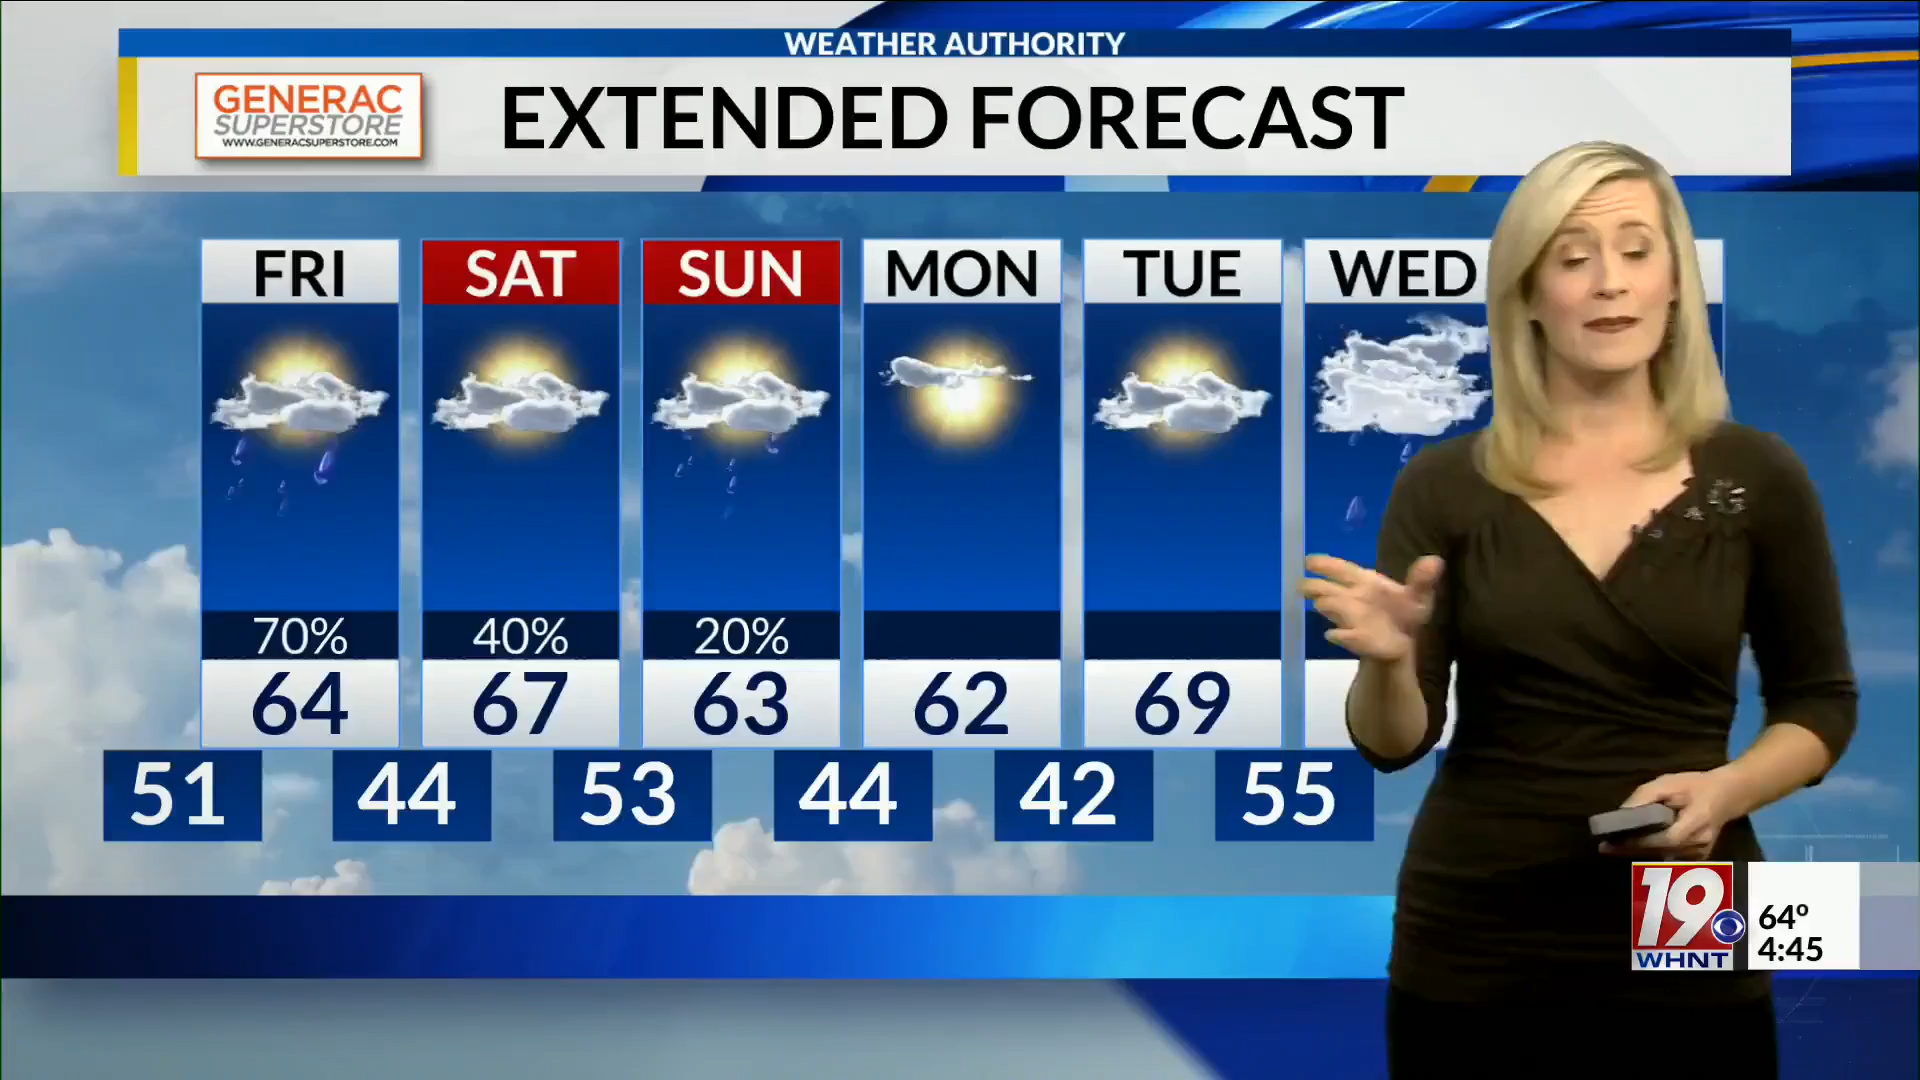 WEATHER AUTHORITY
GENERAC
SUPERSTORE
WWW.GENERACSUPERSTORE.COM
EXTENDED FORECAST
FRI SAT SUN MON TUE WED
70% 40% 20%
64 67 63 62 69
51 44 53 44 42 55
19
WHNT
64°
4:45